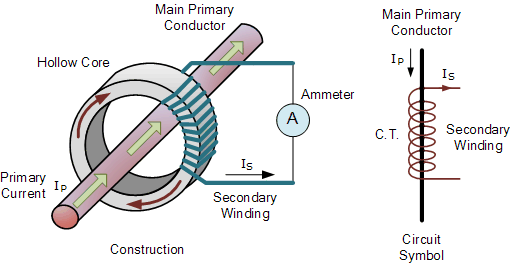 Main Primary
Conductor
Hollow Core
Ammeter
A
Primary
Current
IP
IS
Secondary
Winding
Construction
Main Primary
Conductor
IP
IS
C.T.
Secondary
Winding
Circuit
Symbol